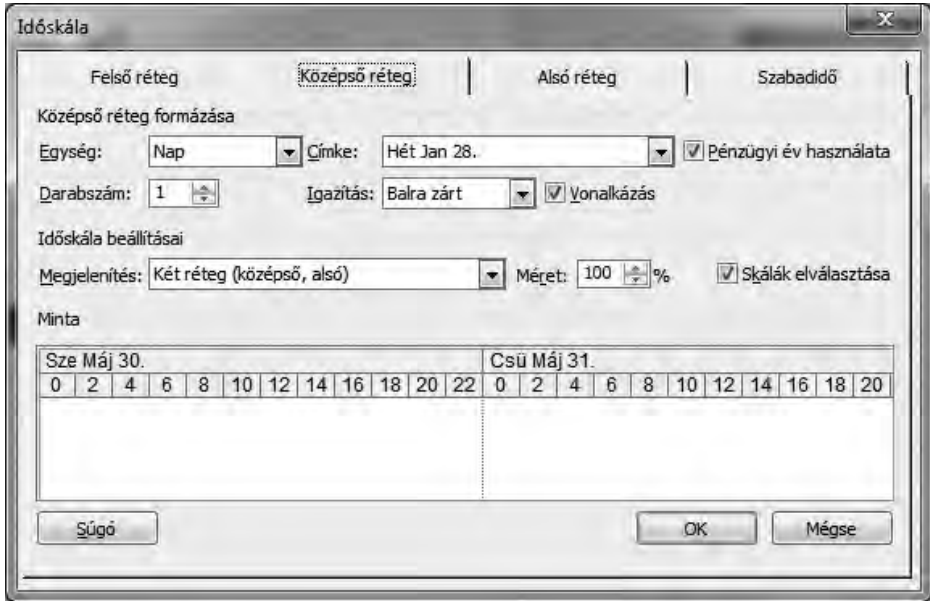 Időskála
Felső réteg Középső réteg Alsó réteg Szabadidő
Középső réteg formázása
Egység: Nap Címke: Hét Jan 28. Pénzügyi év használata
Darabszám: 1 Igazítás: Balra zárt Vonalkázás
Időskála beállításai
Megjelenítés: Két réteg (középső, alsó) Méret: 100 % Skálák elválasztása
Minta
Sze Máj 30. Csü Máj 31.
0 2 4 6 8 10 12 14 16 18 20 22 0 2 4 6 8 10 12 14 16 18 20
Súgó OK Mégse